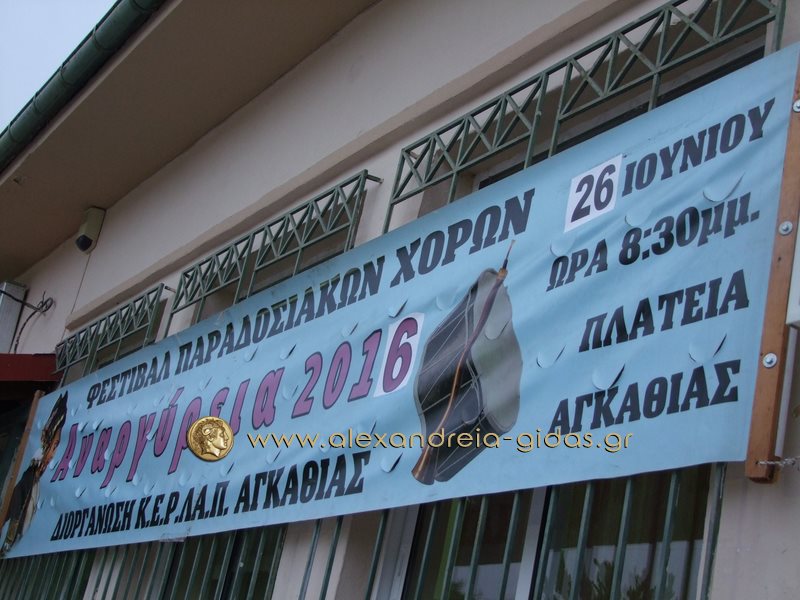 ΦΕΣΤΙΒΑΛ ΠΑΡΑΔΟΣΙΑΚΩΝ ΧΟΡΩΝ
Αναργύρεια 2016
ΔΙΟΡΓΑΝΩΣΗ Κ.Ε.Ρ.ΛΑ.Π. ΑΓΚΑΘΙΑΣ
26 ΙΟΥΝΙΟΥ
ΩΡΑ 8:30μμ.
ΠΛΑΤΕΙΑ
ΑΓΚΑΘΙΑΣ
www.alexandreia-gidas.gr